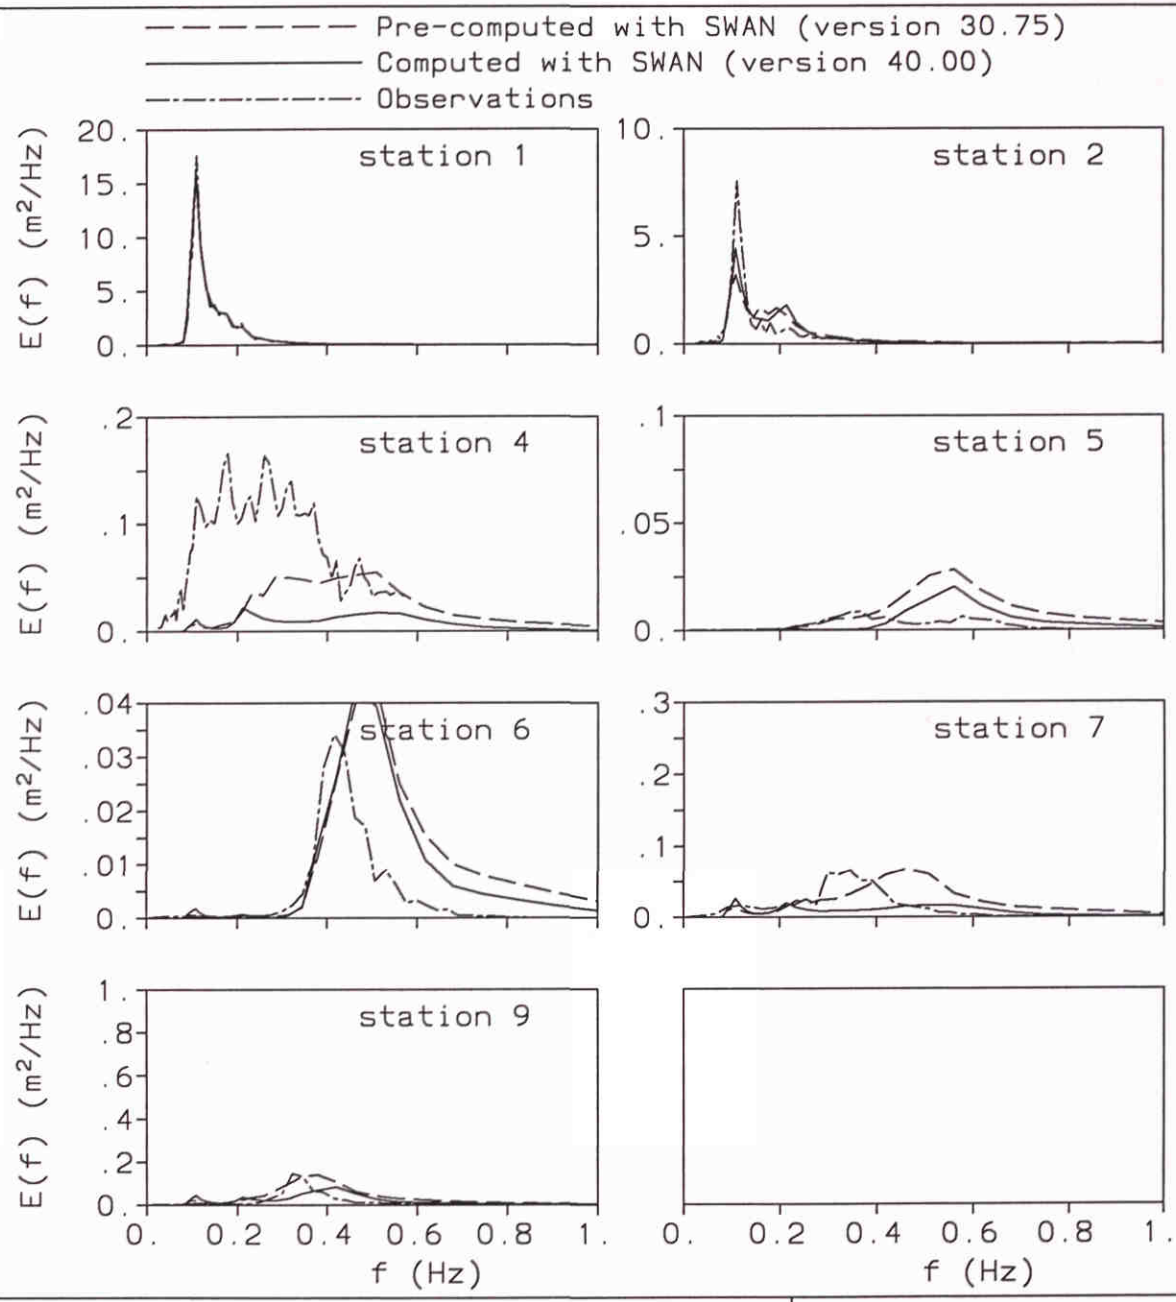 Pre-computed with SWAN (version 30.75)
Computed with SWAN (version 40.00)
Observations
20.
15.
10.
5.
0.
E(f) (m²/Hz)
station 1
10.
5.
0.
station 2
.2
.1
0.
E(f) (m²/Hz)
station 4
.1
.05
0.
station 5
.04
.03
.02
.01
0.
E(f) (m²/Hz)
station 6
.3
.2
.1
0.
station 7
1.
.8
.6
.4
.2
0.
E(f) (m²/Hz)
station 9
0. 0.2 0.4 0.6 0.8 1.
f (Hz)
0. 0.2 0.4 0.6 0.8 1.
f (Hz)